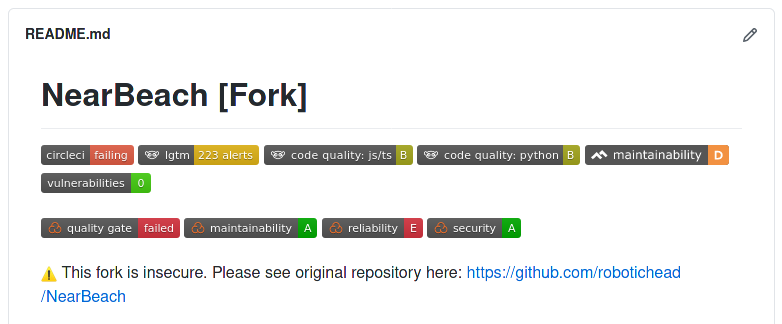 README.md
NearBeach [Fork]
circleci failing lgtm 223 alerts code quality: js/ts B code quality: python B maintainability D
vulnerabilities 0
quality gate failed maintainability A reliability E security A
This fork is insecure. Please see original repository here: https://github.com/robotichead
/NearBeach